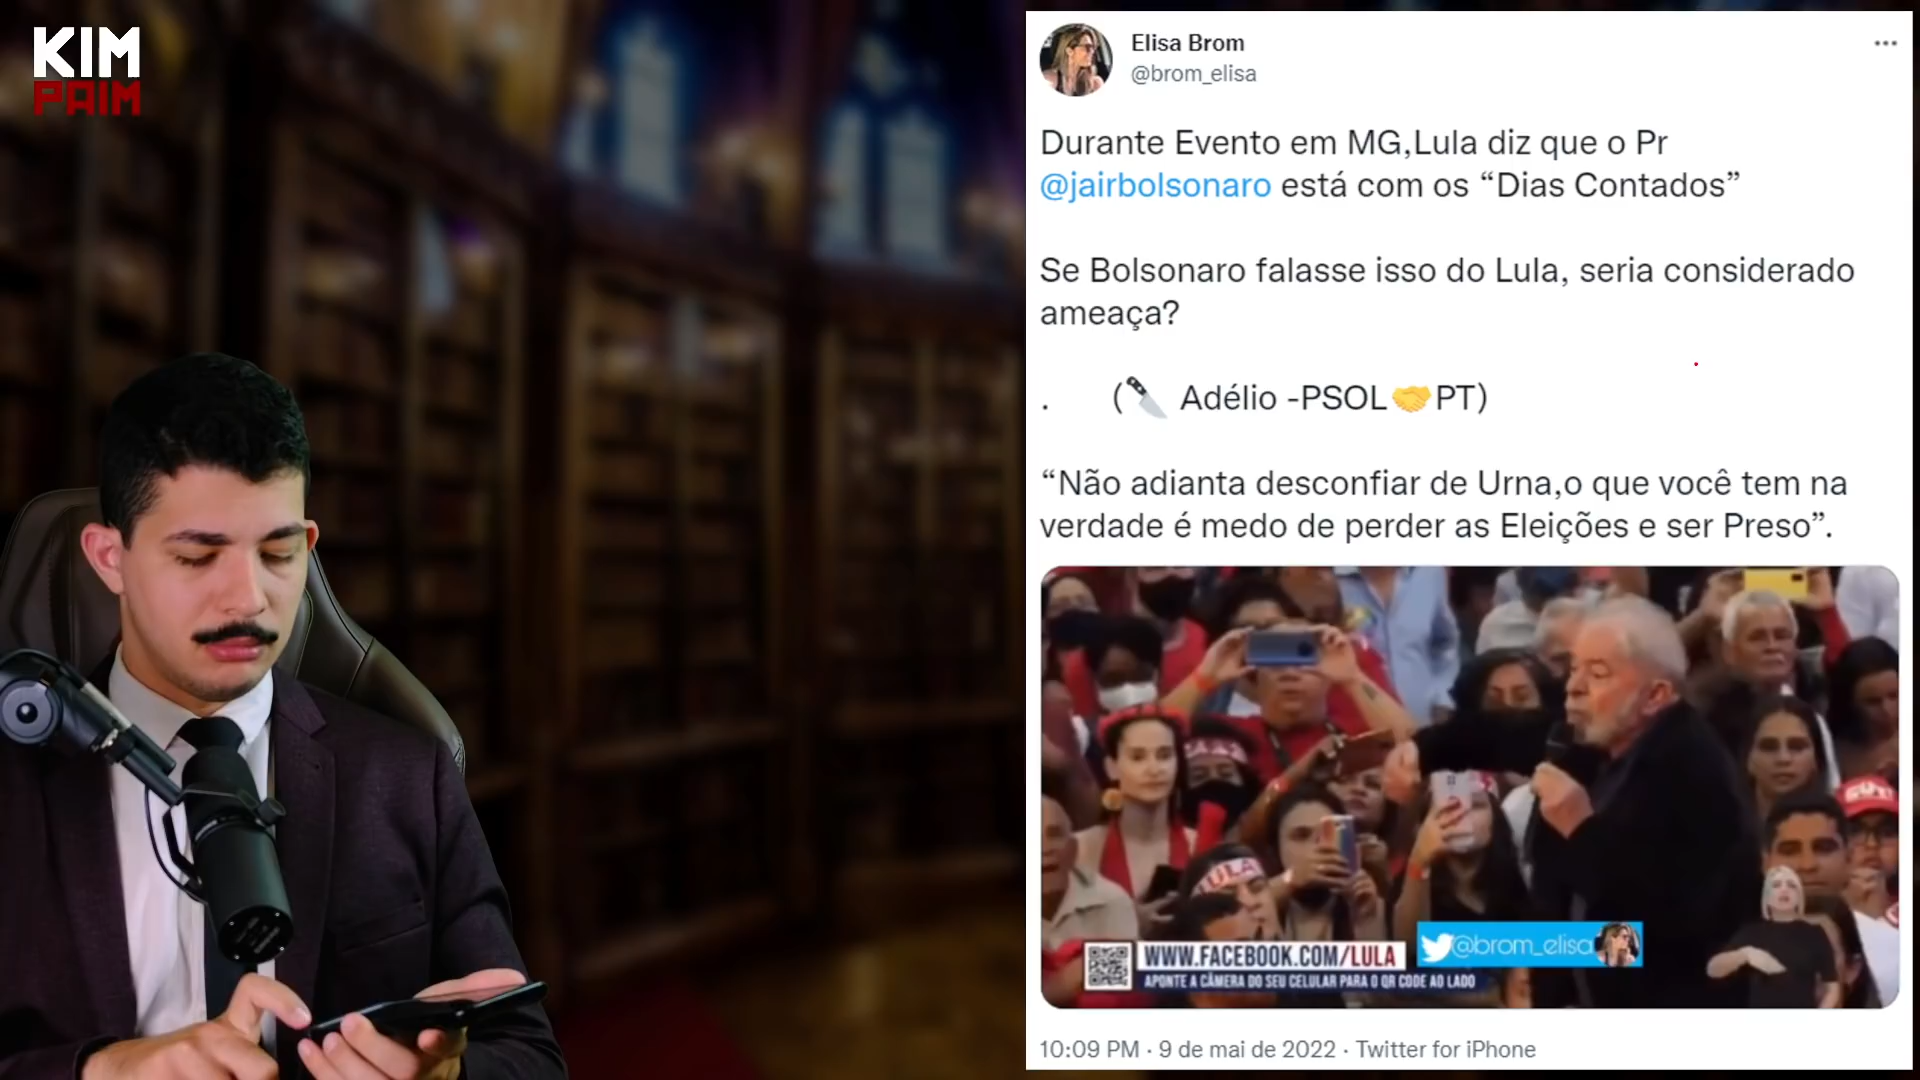 KIM
PAIM
Elisa Brom
@brom_elisa
Durante Evento em MG,Lula diz que o Pr
@jairbolsonaro está com os “Dias Contados”
Se Bolsonaro falasse isso do Lula, seria considerado
ameaça?
. (🔪 Adélio -PSOL🤝PT)
“Não adianta desconfiar de Urna,o que você tem na
verdade é medo de perder as Eleições e ser Preso”.
LULA
CUT
WWW.FACEBOOK.COM/LULA
@brom_elisa
APONTE A CÂMERA DO SEU CELULAR PARA O QR CODE AO LADO
10:09 PM · 9 de mai de 2022 · Twitter for iPhone